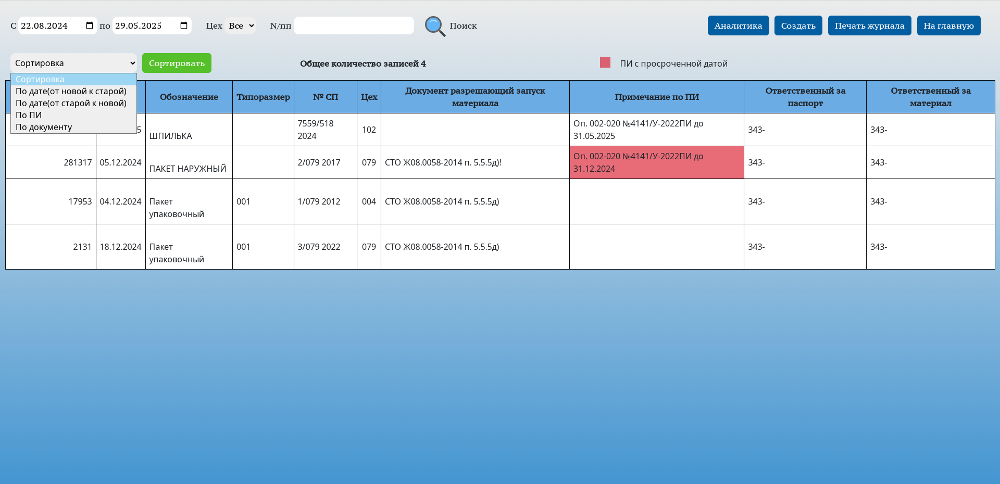 С 22.08.2024 по 29.05.2025 Цех Все N/пп Поиск Аналитика Создать Печать журнала На главную
Сортировка Сортировать Общее количество записей 4 ПИ с просроченной датой
Сортировка
По дате(от новой к старой)
По дате(от старой к новой)
По ПИ
По документу
Обозначение Типоразмер № СП Цех Документ разрешающий запуск Примечание по ПИ Ответственный за Ответственный за
материала паспорт материал
7559/518 Оп. 002-020 №4141/У-2022ПИ до
5 102 343- 343-
ШПИЛЬКА 2024 31.05.2025
Оп. 002-020 №4141/У-2022ПИ до
281317 05.12.2024 2/079 2017 079 СТО Ж08.0058-2014 п. 5.5.5д)! 343- 343-
ПАКЕТ НАРУЖНЫЙ 31.12.2024
17953 04.12.2024 Пакет 001 1/079 2012 004 СТО Ж08.0058-2014 п. 5.5.5д) 343- 343-
упаковочный
2131 18.12.2024 Пакет 001 3/079 2022 079 СТО Ж08.0058-2014 п. 5.5.5д) 343- 343-
упаковочный